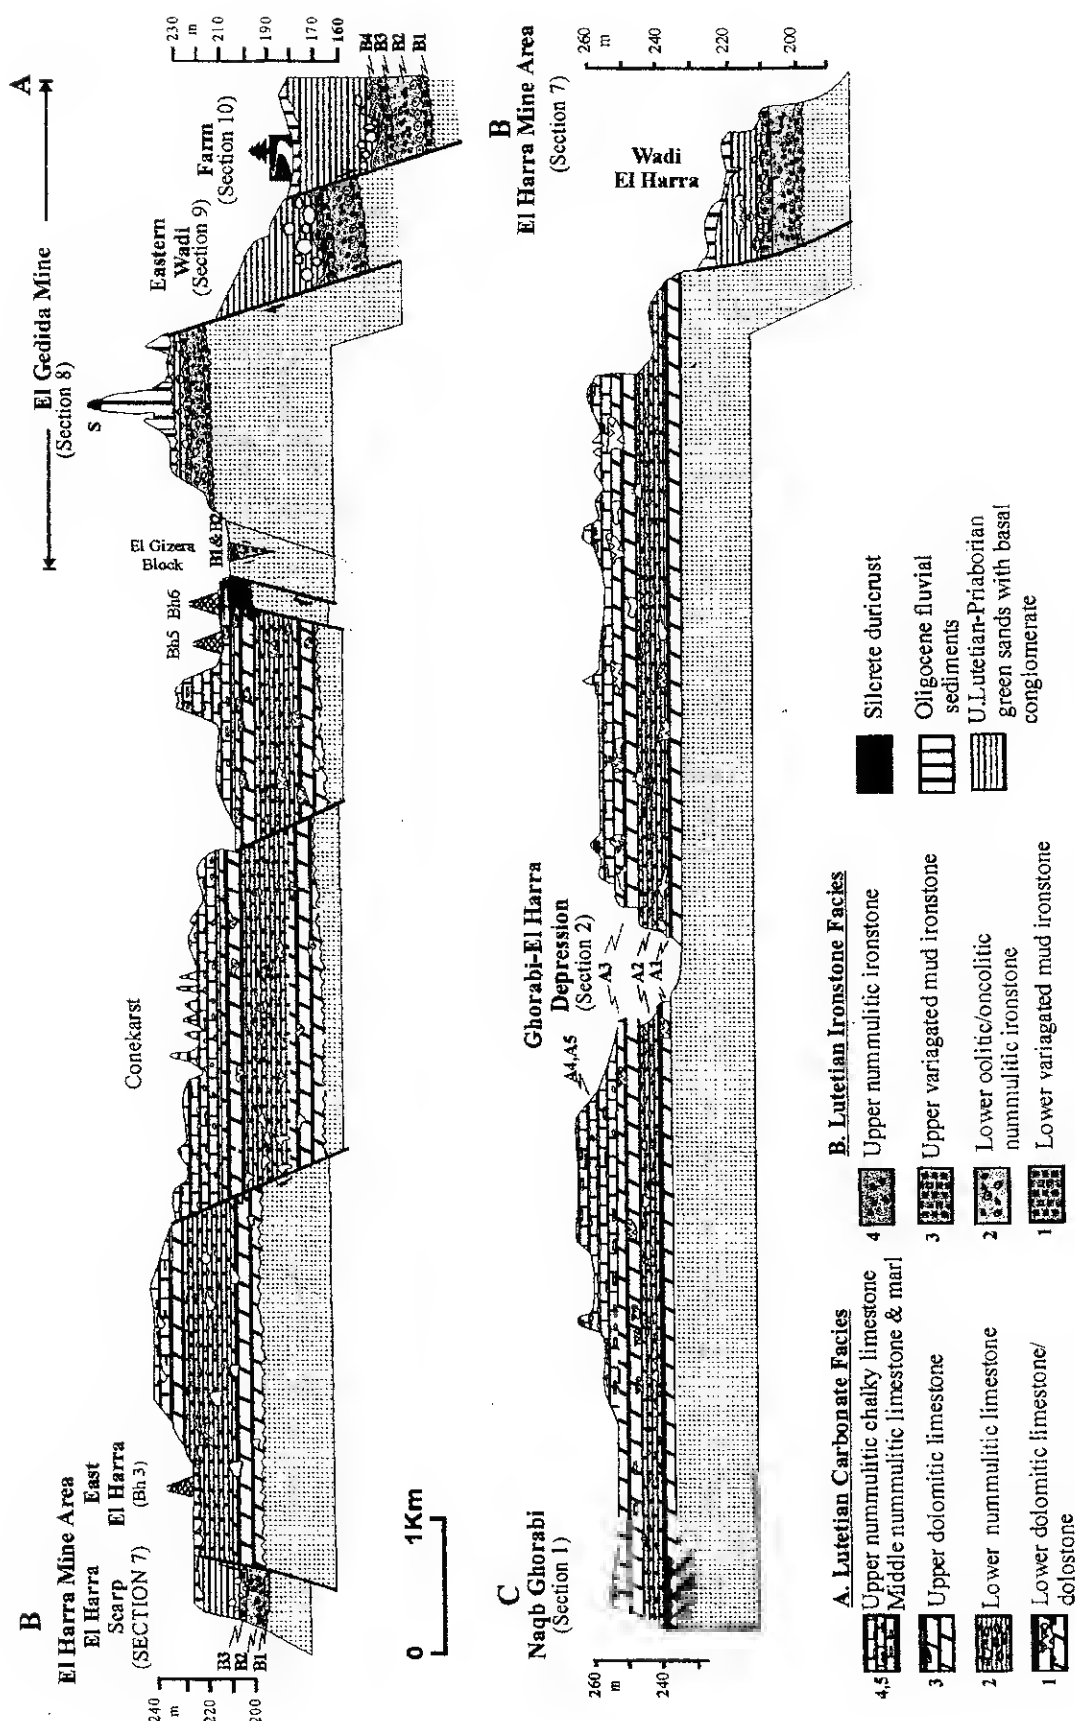 B
El Harra Mine Area
El Harra
Scarp
(SECTION 7)
East
El Harra
(Bh 3)
240
m
220
200
B3
B2
B1
Conekarst
Bh5
Bh6
El Gizera
Block
B1&B2
El Gedida Mine
(Section 8)
S
Eastern
Wadi
(Section 9)
Farm
(Section 10)
A
230
m
210
190
170
160
B4
B3
B2
B1
0
1Km
C
Naqb Ghorabi
(Section 1)
260
m
240
A4,A5
Ghorabi-El Harra
Depression
(Section 2)
A3
A2
A1
B
El Harra Mine Area
(Section 7)
Wadi
El Harra
260
m
240
220
200
A. Lutetian Carbonate Facies
4,5 Upper nummulitic chalky limestone
Middle nummulitic limestone & marl
3 Upper dolomitic limestone
2 Lower nummulitic limestone
1 Lower dolomitic limestone/
dolostone
B. Lutetian Ironstone Facies
4 Upper nummulitic ironstone
3 Upper variagated mud ironstone
2 Lower oolitic/oncolitic
nummulitic ironstone
1 Lower variagated mud ironstone
Silcrete duricrust
Oligocene fluvial
sediments
U.Lutetian-Priaborian
green sands with basal
conglomerate